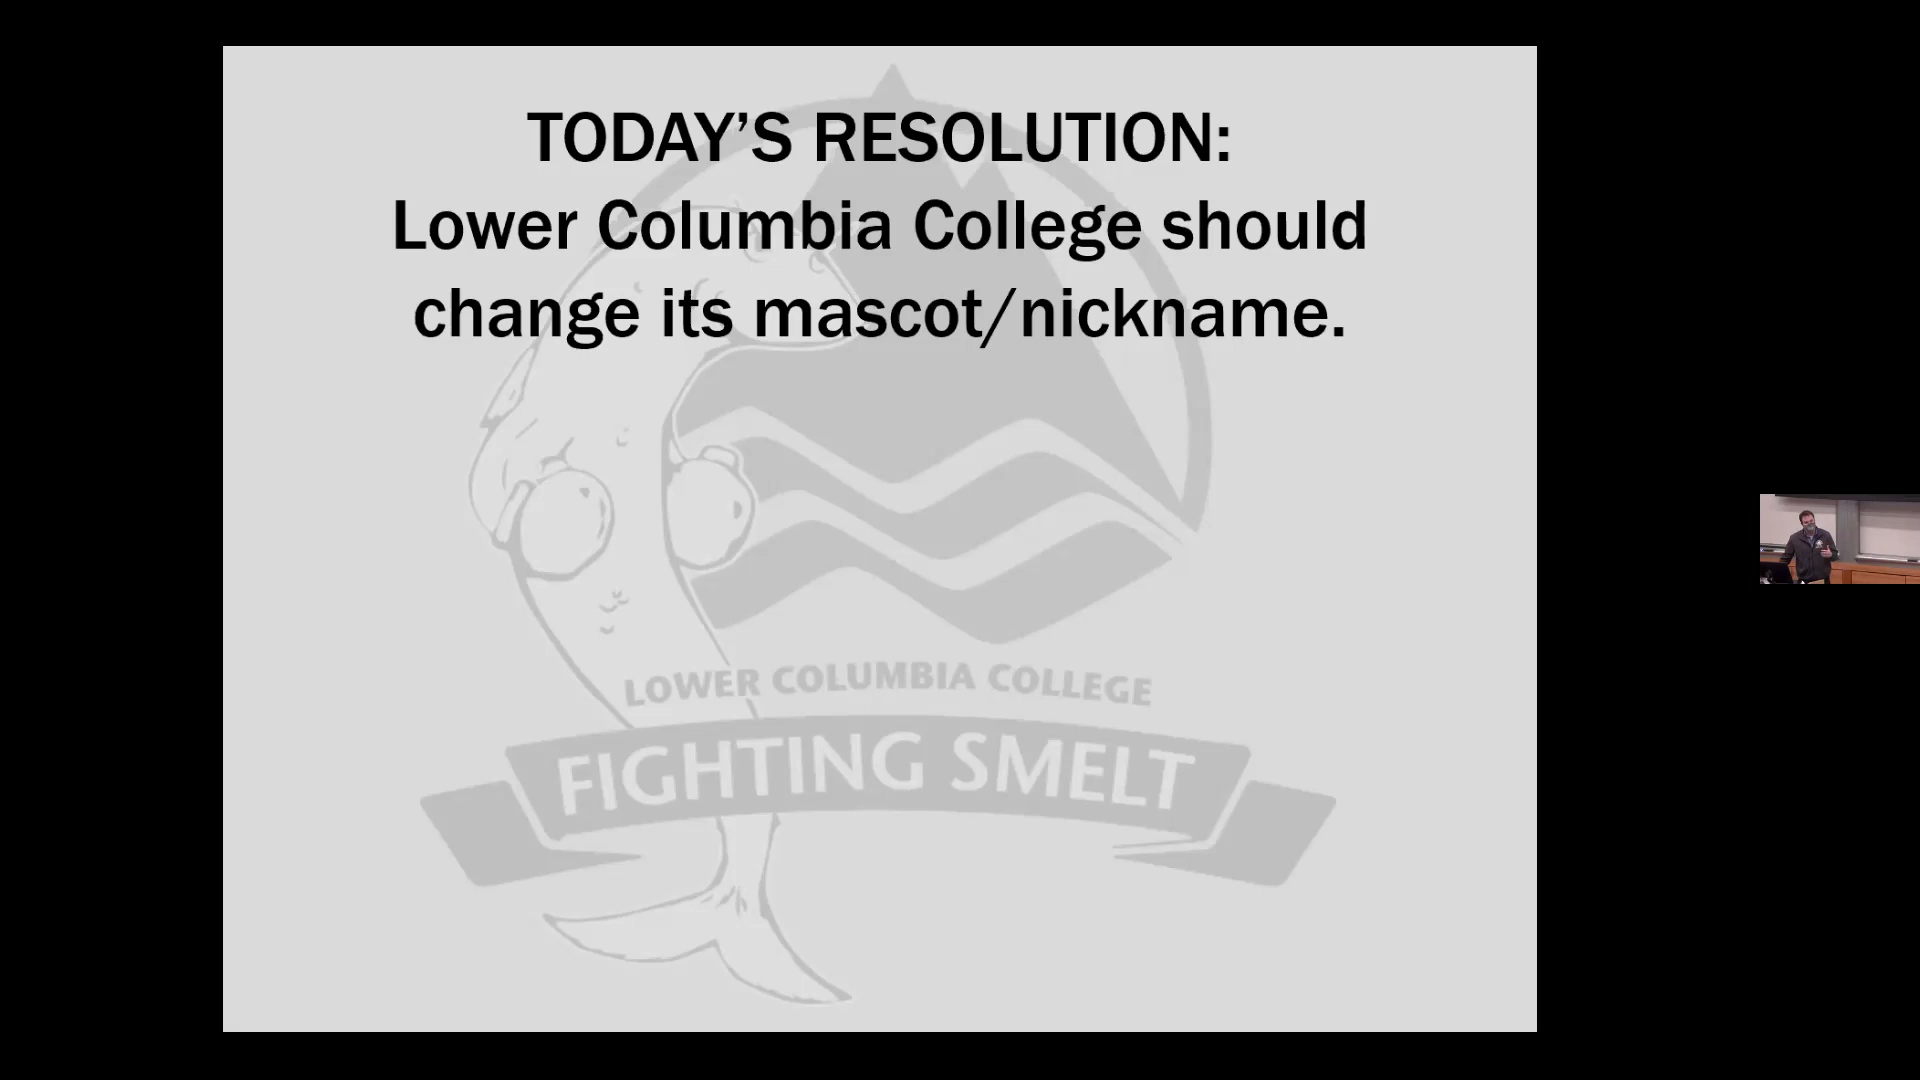 TODAY’S RESOLUTION:
Lower Columbia College should
change its mascot/nickname.
LOWER COLUMBIA COLLEGE
FIGHTING SMELT